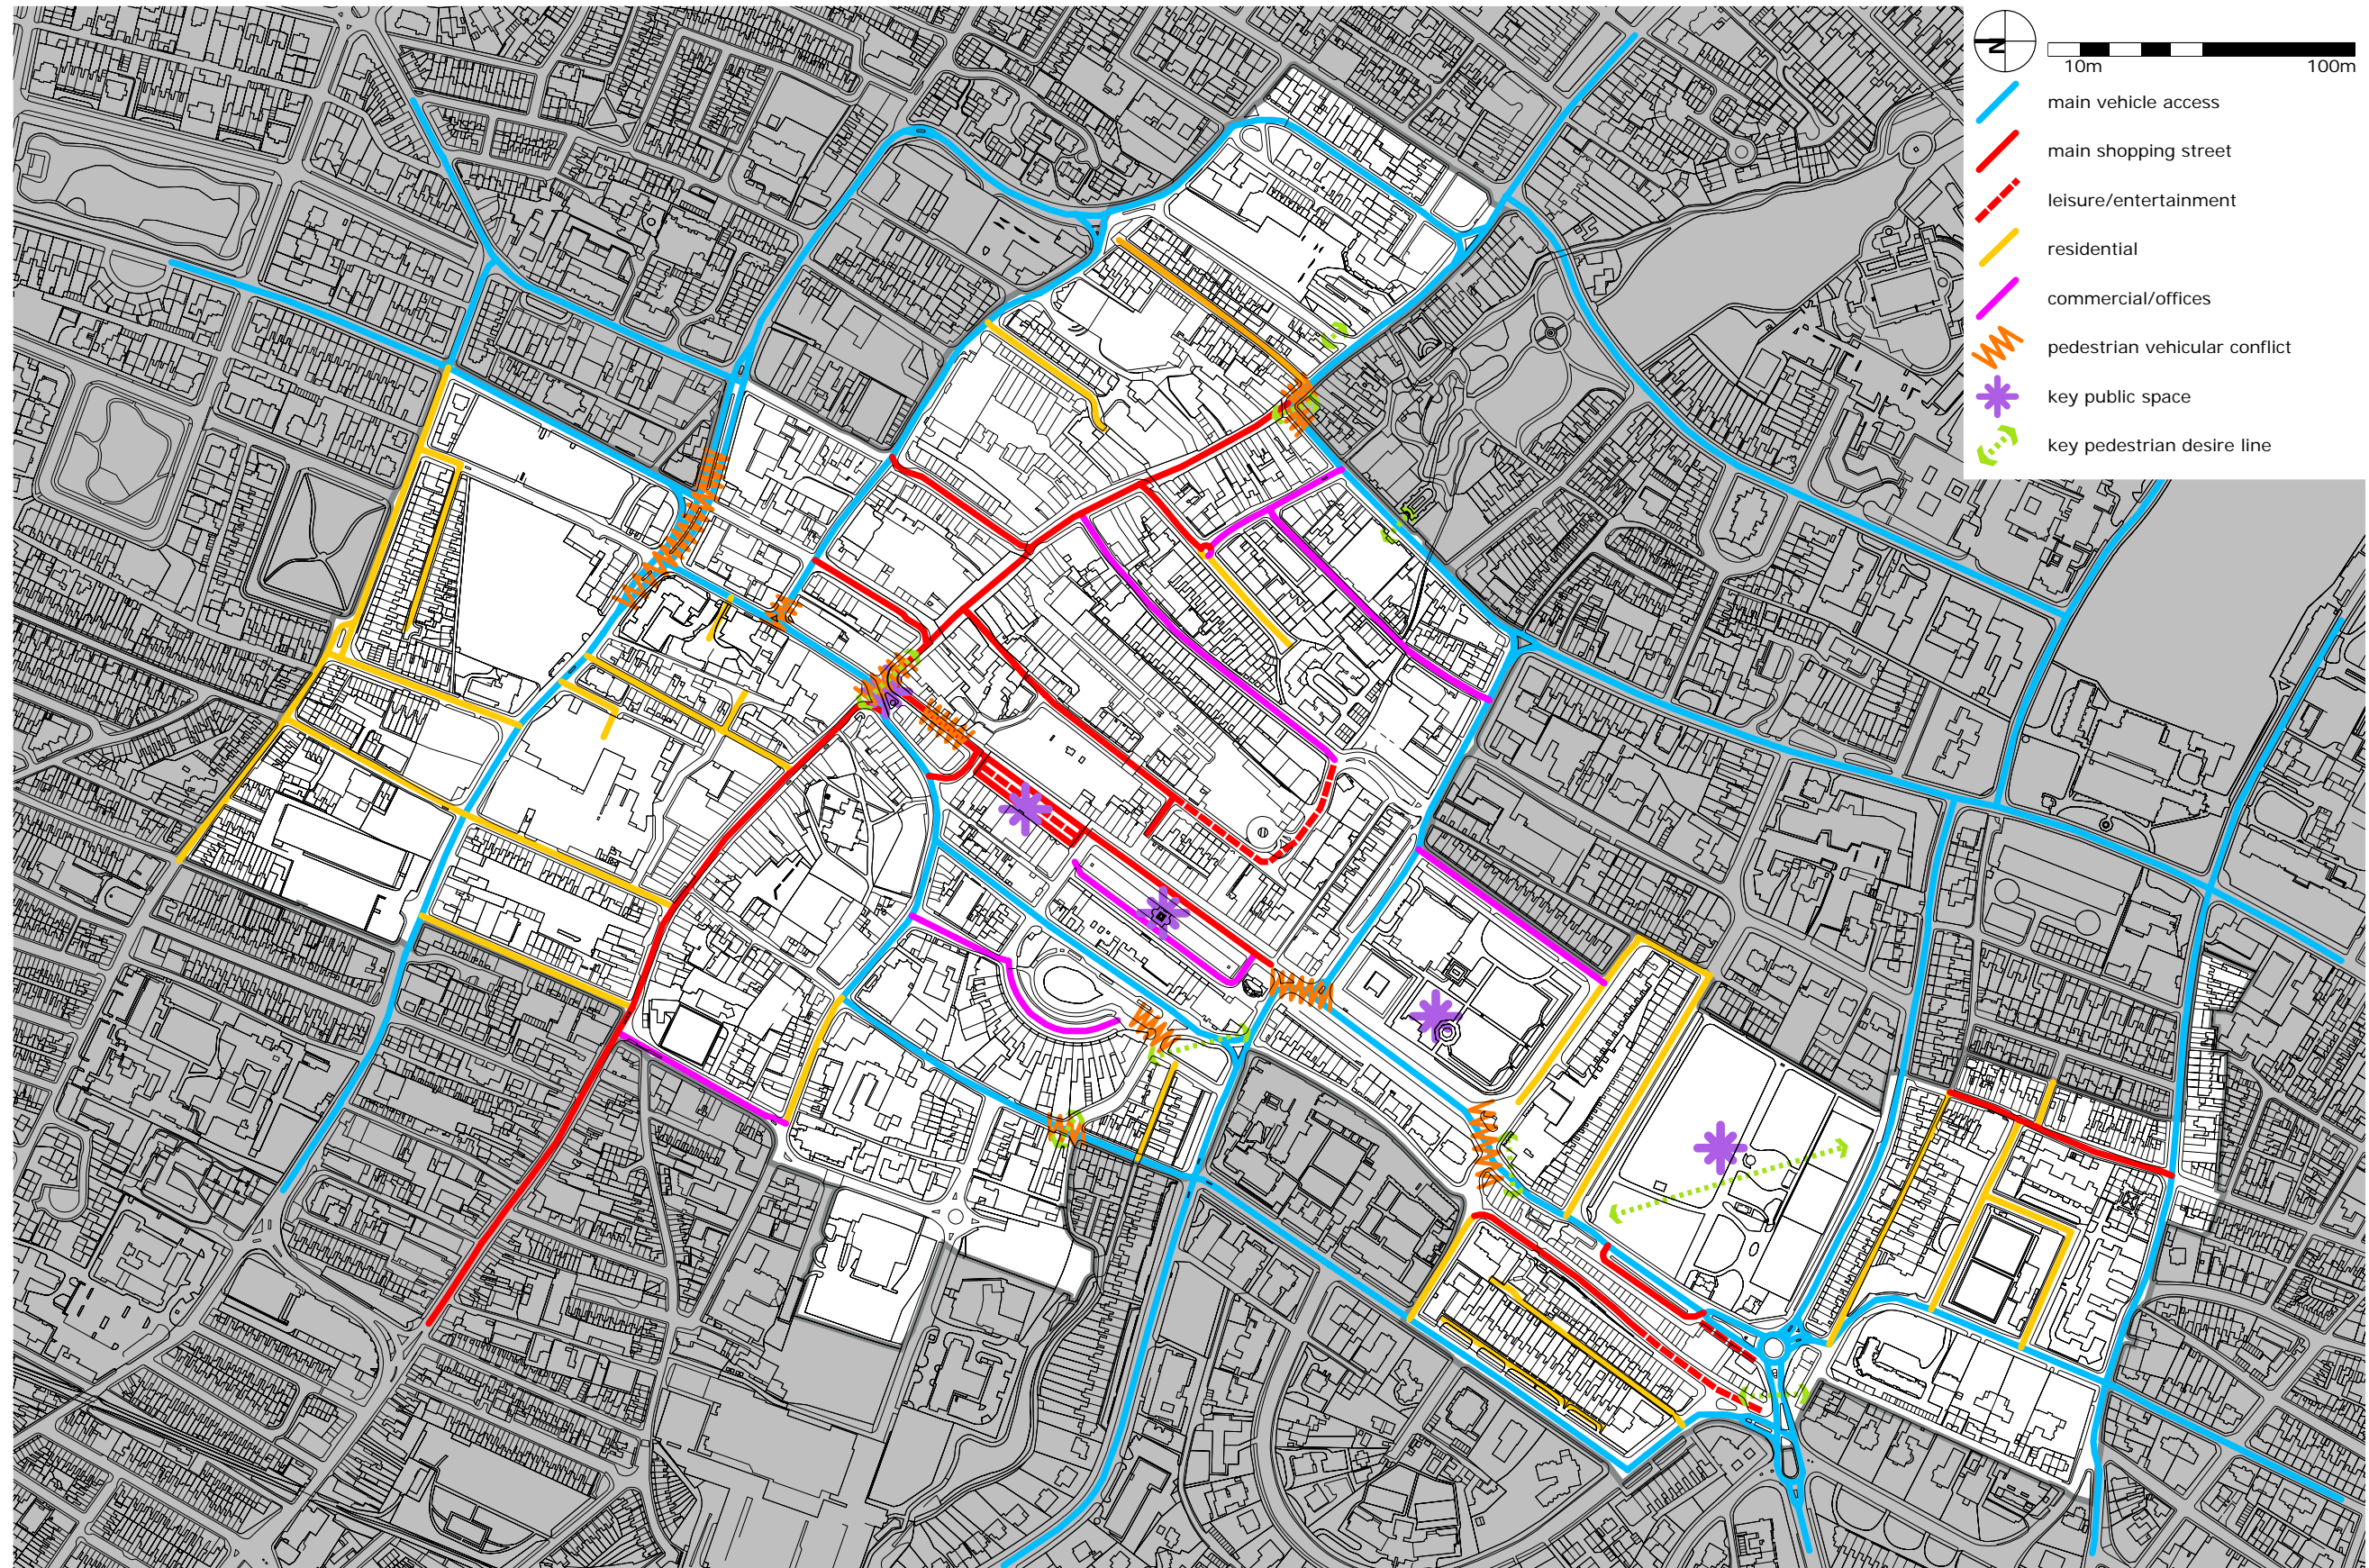 N
10m 100m
main vehicle access
main shopping street
leisure/entertainment
residential
commercial/offices
pedestrian vehicular conflict
key public space
key pedestrian desire line